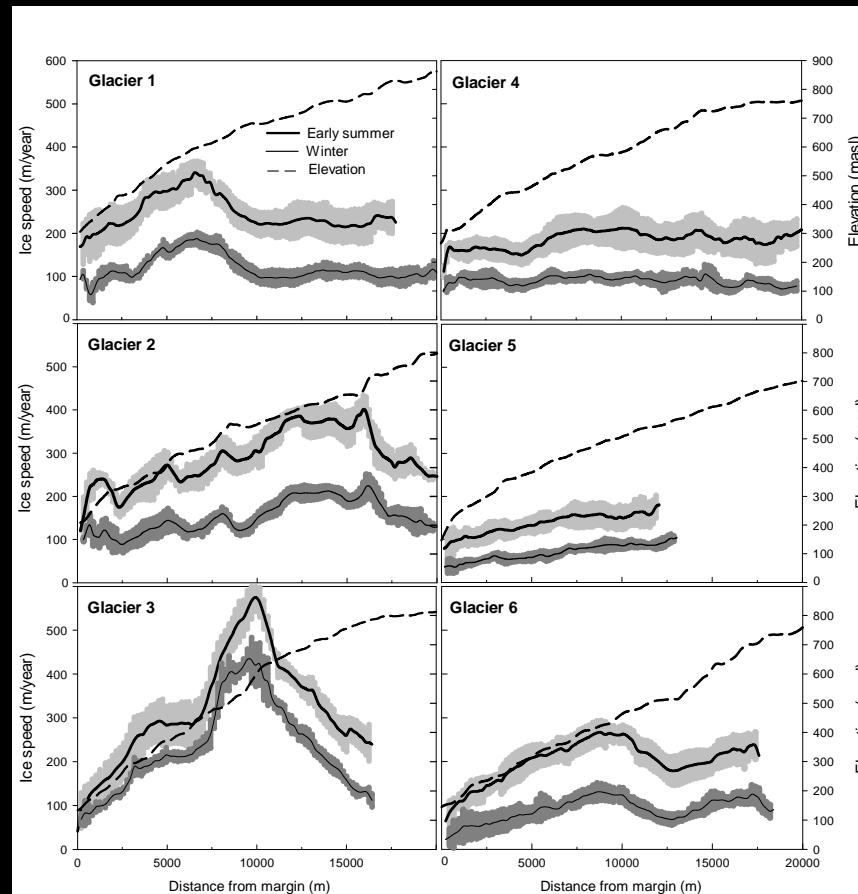 Glacier 1
Ice speed (m/year)
600
500
400
300
200
100
0
Early summer
Winter
Elevation
Glacier 4
900
800
700
600
500
400
300
200
100
0
Elevation (masl)
Glacier 2
Ice speed (m/year)
500
400
300
200
100
0
Glacier 5
800
700
600
500
400
300
200
100
0
Glacier 3
Ice speed (m/year)
500
400
300
200
100
0
0 5000 10000 15000
Distance from margin (m)
Glacier 6
800
700
600
500
400
300
200
100
0
0 5000 10000 15000 20000
Distance from margin (m)